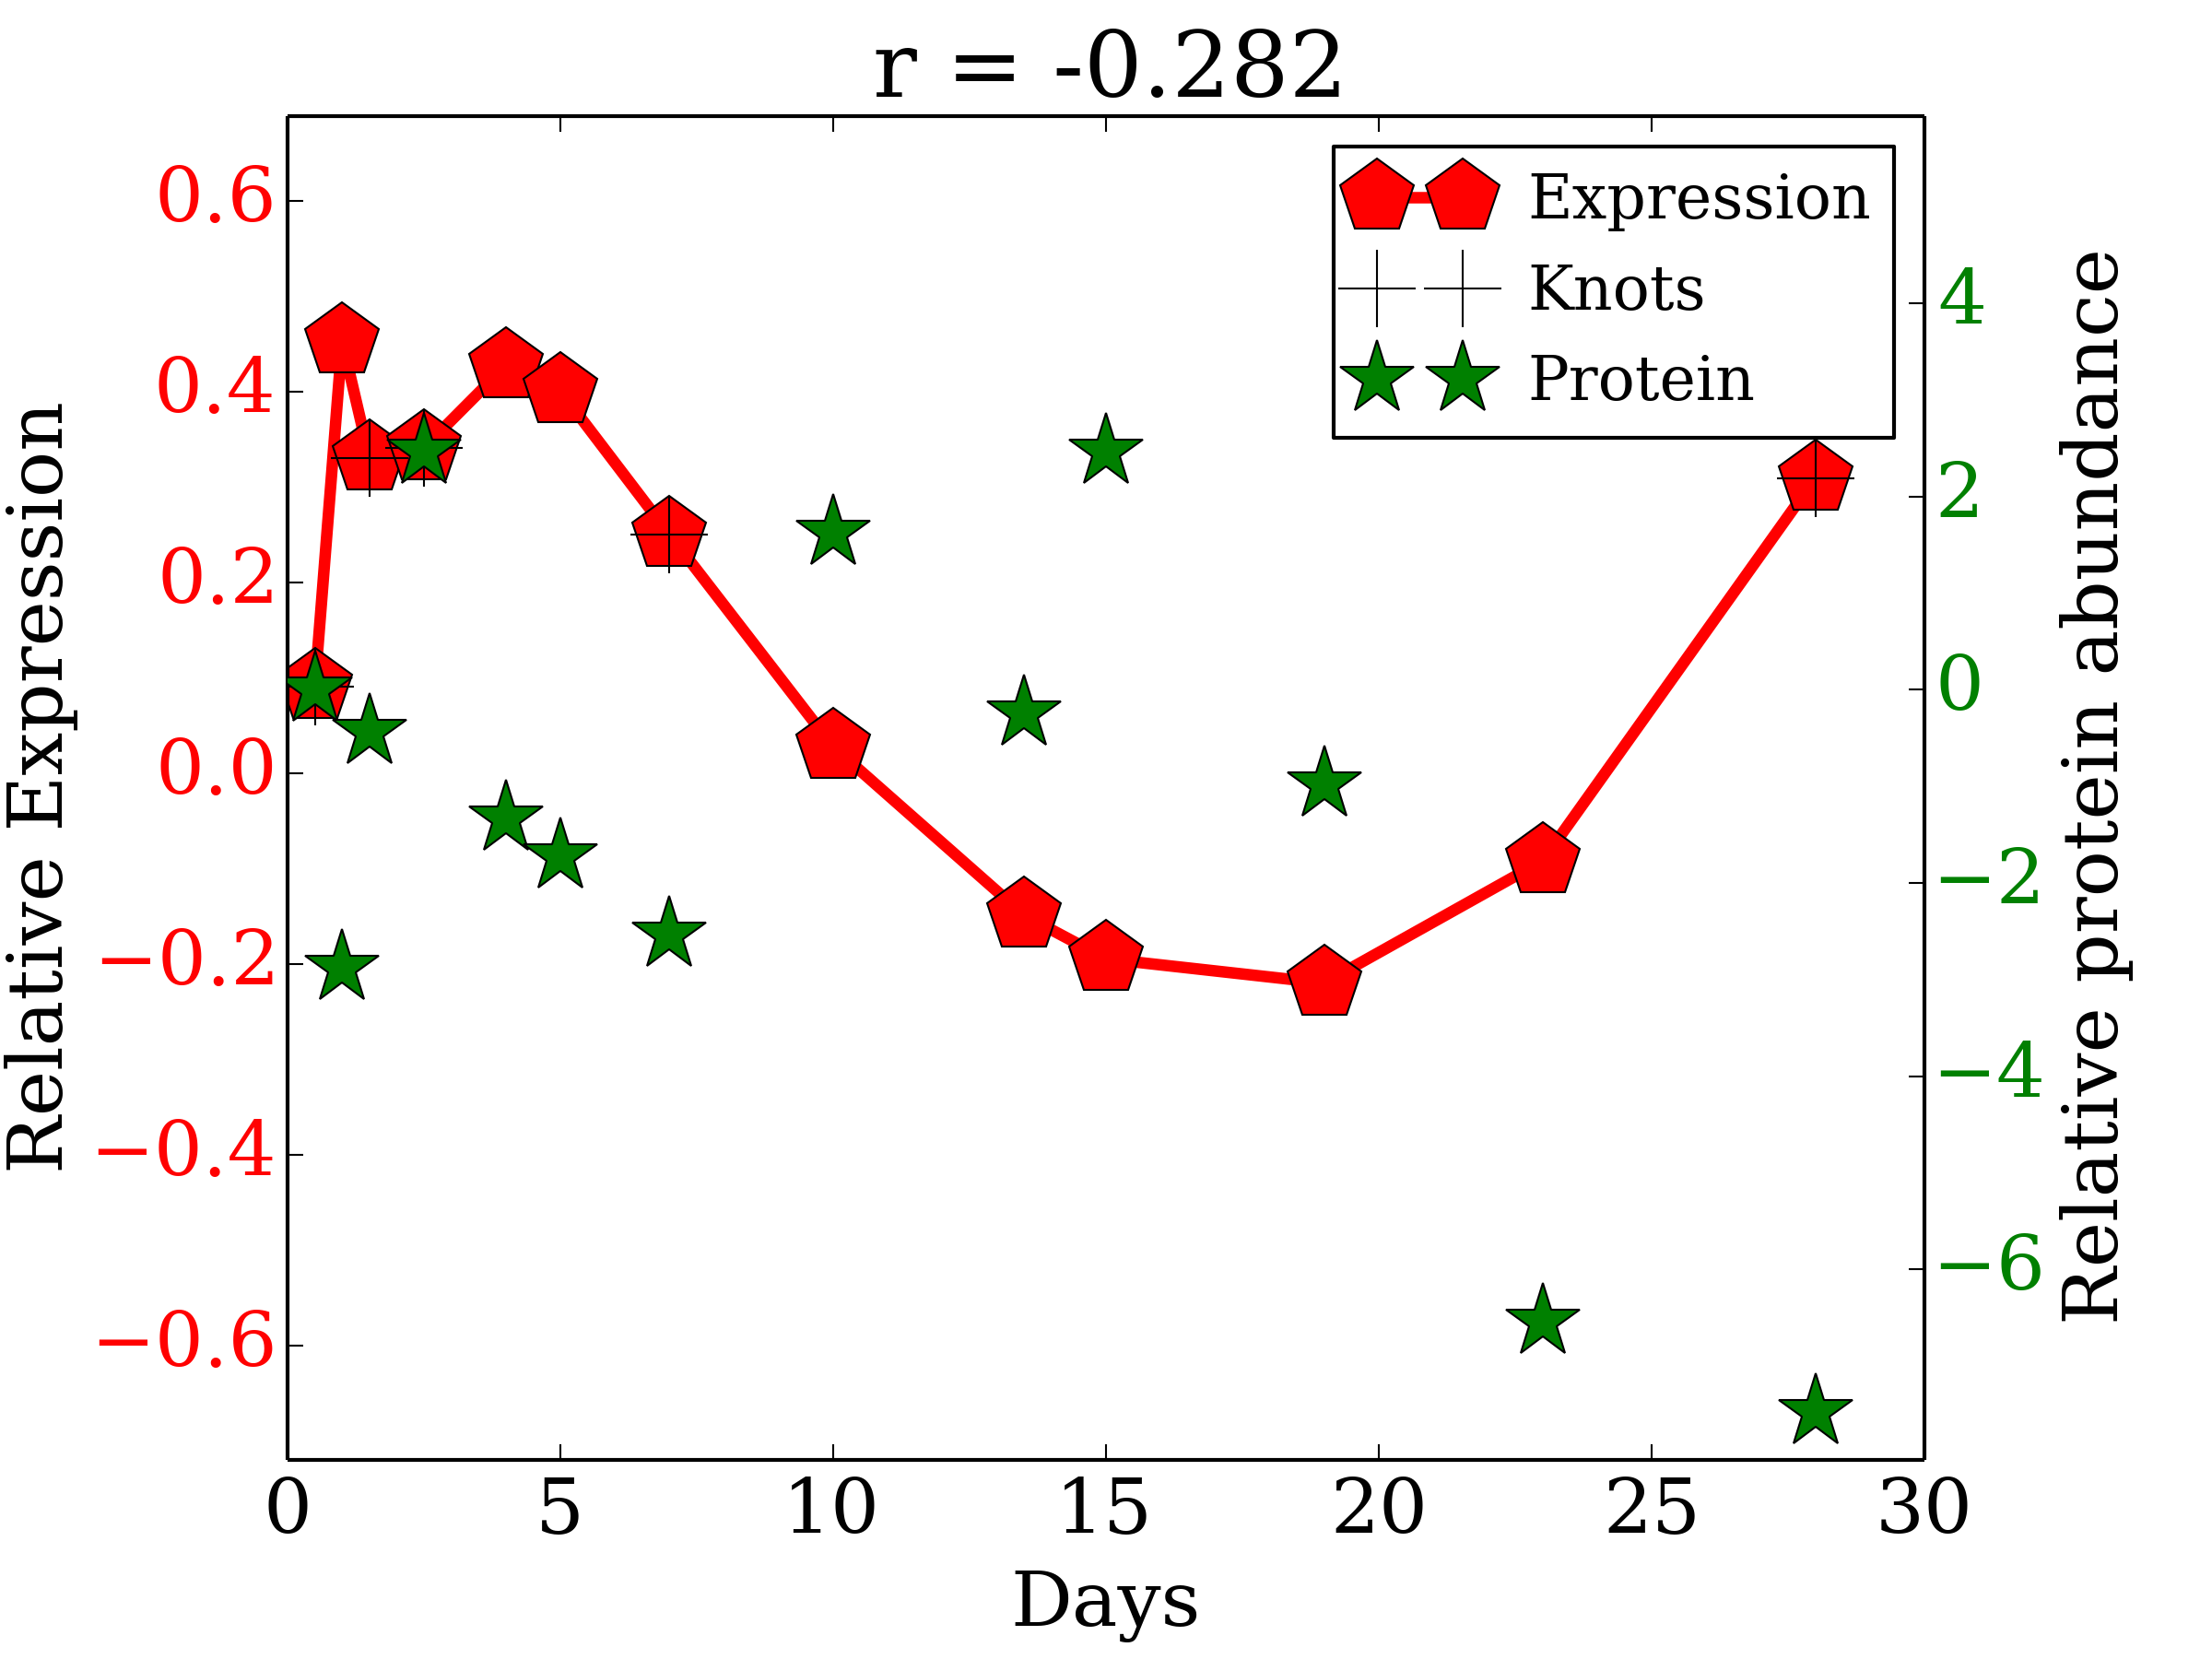 r = -0.282
Relative Expression
0.6
0.4
0.2
0.0
−0.2
−0.4
−0.6
Expression
Knots
Protein
4
2
0
−2
−4
−6
Relative protein abundance
0 5 10 15 20 25 30
Days